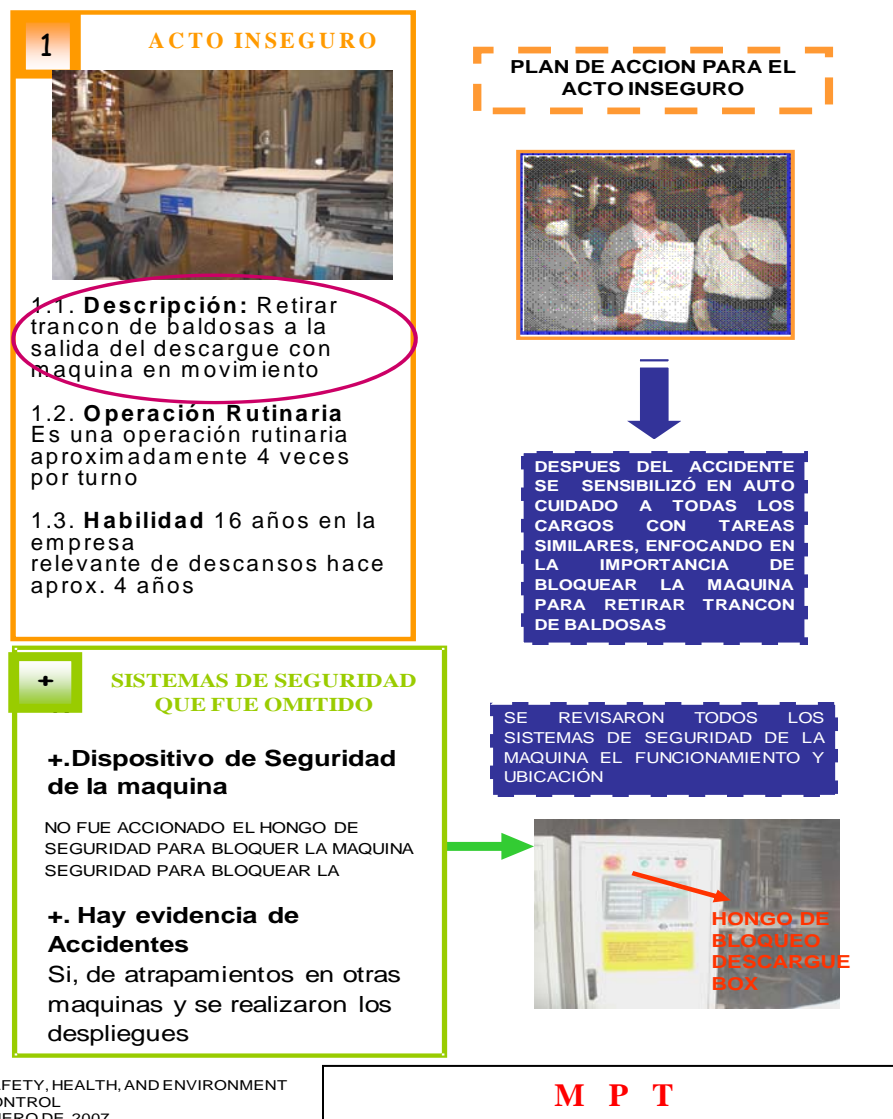 1
ACTO INSEGURO
1.1. Descripción: Retirar
trancon de baldosas a la
salida del descargue con
maquina en movimiento
1.2. Operación Rutinaria
Es una operación rutinaria
aproximadamente 4 veces
por turno
1.3. Habilidad 16 años en la
empresa
relevante de descansos hace
aprox. 4 años
PLAN DE ACCION PARA EL
ACTO INSEGURO
DESPUES DEL ACCIDENTE
SE SENSIBILIZÓ EN AUTO
CUIDADO A TODAS LOS
CARGOS CON TAREAS
SIMILARES, ENFOCANDO EN
LA IMPORTANCIA DE
BLOQUEAR LA MAQUINA
PARA RETIRAR TRANCON
DE BALDOSAS
+
SISTEMAS DE SEGURIDAD
QUE FUE OMITIDO
+.Dispositivo de Seguridad
de la maquina
NO FUE ACCIONADO EL HONGO DE
SEGURIDAD PARA BLOQUER LA MAQUINA
SEGURIDAD PARA BLOQUEAR LA
+. Hay evidencia de
Accidentes
Si, de atrapamientos en otras
maquinas y se realizaron los
despliegues
SE REVISARON TODOS LOS
SISTEMAS DE SEGURIDAD DE LA
MAQUINA EL FUNCIONAMIENTO Y
UBICACIÓN
HONGO DE
BLOQUEO
DESCARGUE
BOX
AFETY, HEALTH, AND ENVIRONMENT
ONTROL
NERO DE 2007
M P T